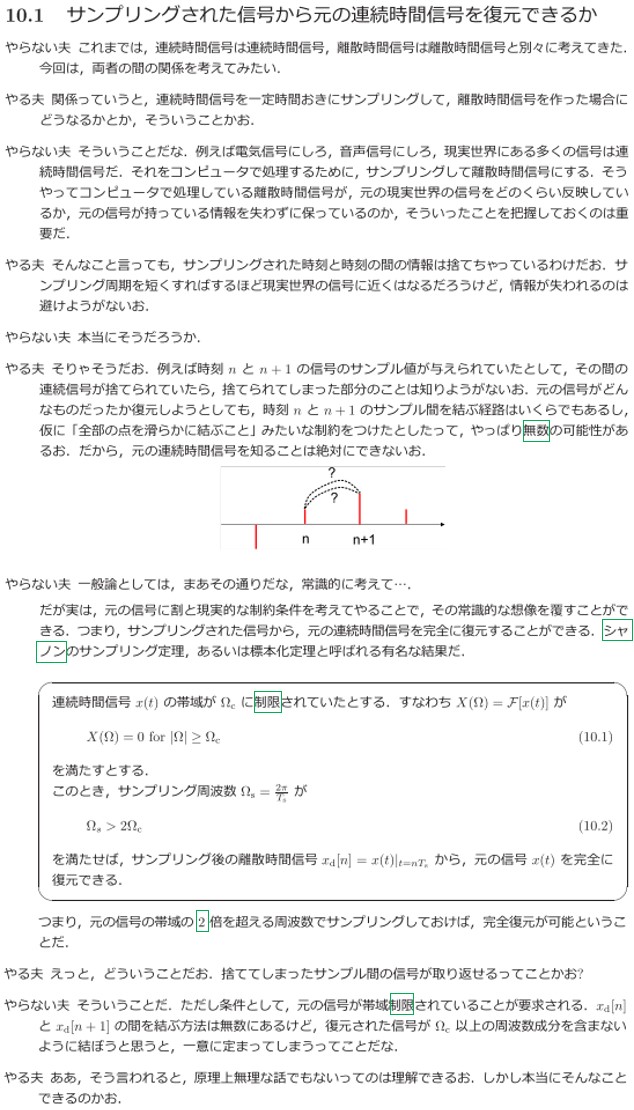 10.1 サンプリングされた信号から元の連続時間信号を復元できるか
やらない夫 これまでは，連続時間信号は連続時間信号，離散時間信号は離散時間信号と別々に考えてきた．
今回は，両者の間の関係を考えてみたい．
やる夫 関係っていうと，連続時間信号を一定時間おきにサンプリングして，離散時間信号を作った場合に
どうなるかとか，そういうことかお．
やらない夫 そういうことだな．例えば電気信号にしろ，音声信号にしろ，現実世界にある多くの信号は連
続時間信号だ．それをコンピュータで処理するために，サンプリングして離散時間信号にする．そう
やってコンピュータで処理している離散時間信号が，元の現実世界の信号をどのくらい反映してい
るか，元の信号が持っている情報を失わずに保っているのか，そういったことを把握しておくのは重
要だ．
やる夫 そんなこと言っても，サンプリングされた時刻と時刻の間の情報は捨てちゃっているわけだお．サ
ンプリング周期を短くすればするほど現実世界の信号に近くはなるだろうけど，情報が失われるのは
避けようがないお．
やらない夫 本当にそうだろうか．
やる夫 そりゃそうだお．例えば時刻 n と n + 1 の信号のサンプル値が与えられていたとして，その間の
連続信号が捨てられていたら，捨てられてしまった部分のことは知りようがないお．元の信号がどん
なものだったか復元しようとしても，時刻 n と n + 1 のサンプル間を結ぶ経路はいくらでもあるし，
仮に「全部の点を滑らかに結ぶこと」みたいな制約をつけたとしたって，やっぱり無数の可能性があ
るお．だから，元の連続時間信号を知ることは絶対にできないお．
?
?
n n+1
やらない夫 一般論としては，まあその通りだな，常識的に考えて…．
だが実は，元の信号に割と現実的な制約条件を考えてやることで，その常識的な想像を覆すことがで
きる．つまり，サンプリングされた信号から，元の連続時間信号を完全に復元することができる．シャ
ノンのサンプリング定理，あるいは標本化定理と呼ばれる有名な結果だ．
連続時間信号 x(t) の帯域が Ωc に制限されていたとする．すなわち X(Ω) = F[x(t)] が
X(Ω) = 0 for |Ω| ≥ Ωc (10.1)
を満たすとする．
このとき，サンプリング周波数 Ωs = 2π/Ts が
Ωs > 2Ωc (10.2)
を満たせば，サンプリング後の離散時間信号 xd[n] = x(t)|t=nTs から，元の信号 x(t) を完全に
復元できる．
つまり，元の信号の帯域の 2 倍を超える周波数でサンプリングしておけば，完全復元が可能というこ
とだ．
やる夫 えっと，どういうことだお．捨ててしまったサンプル間の信号が取り返せるってことかお?
やらない夫 そういうことだ．ただし条件として，元の信号が帯域制限されていることが要求される．xd[n]
と xd[n + 1] の間を結ぶ方法は無数にあるけど，復元された信号が Ωc 以上の周波数成分を含まない
ように結ぼうと思うと，一意に定まってしまうってことだな．
やる夫 ああ，そう言われると，原理上無理な話でもないってのは理解できるお．しかし本当にそんなこと
できるのかお．